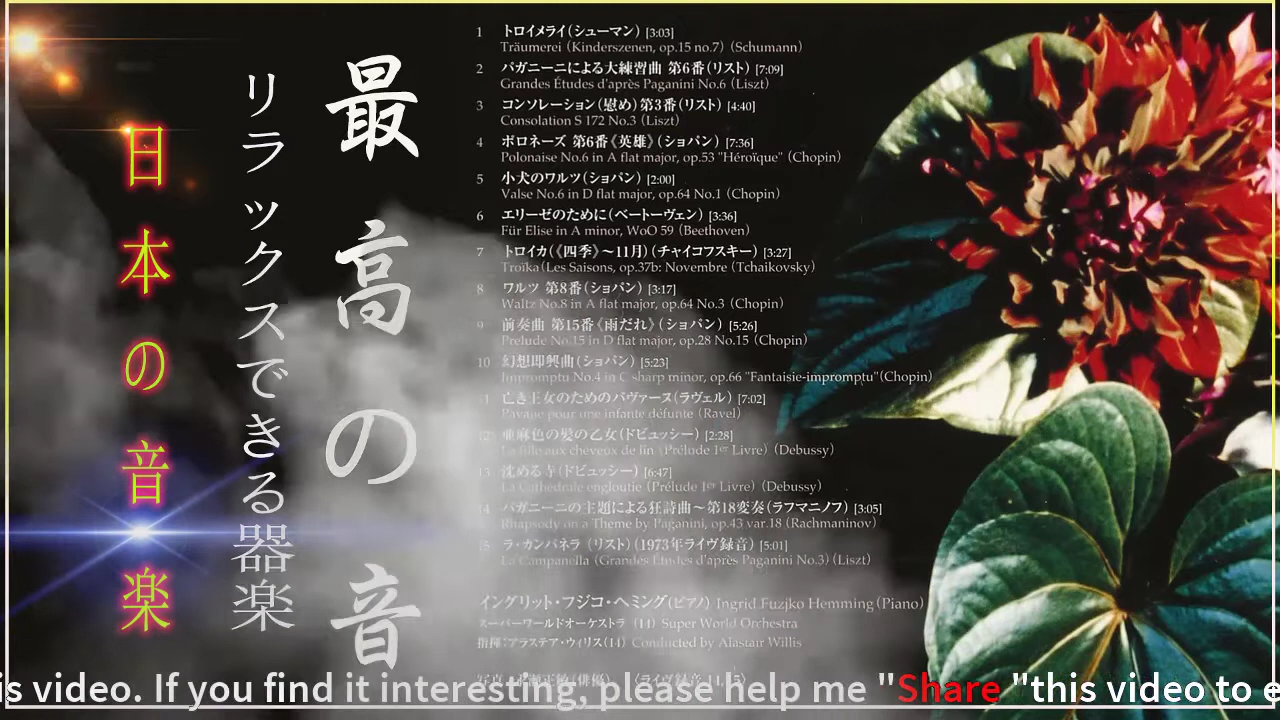 最高の音
リラックスできる器楽
日本の音楽
1 トロイメライ(シューマン) [3:03]
Träumerei (Kinderszenen, op.15 no.7) (Schumann)
2 パガニーニによる大練習曲 第6番(リスト) [7:09]
Grandes Études d'après Paganini No.6 (Liszt)
3 コンソレーション(慰め)第3番(リスト) [4:40]
Consolation S 172 No.3 (Liszt)
4 ポロネーズ 第6番《英雄》(ショパン) [7:36]
Polonaise No.6 in A flat major, op.53 "Héroïque" (Chopin)
5 小犬のワルツ(ショパン) [2:00]
Valse No.6 in D flat major, op.64 No.1 (Chopin)
6 エリーゼのために(ベートーヴェン) [3:36]
Für Elise in A minor, WoO 59 (Beethoven)
7 トロイカ(《四季》〜11月)(チャイコフスキー) [3:27]
Troïka(Les Saisons, op.37b: Novembre (Tchaikovsky)
8 ワルツ 第8番(ショパン) [3:17]
Waltz No.8 in A flat major, op.64 No.3 (Chopin)
9 前奏曲 第15番《雨だれ》(ショパン) [5:26]
Prelude No.15 in D flat major, op.28 No.15 (Chopin)
10 幻想即興曲(ショパン) [5:23]
Impromptu No.4 in C sharp minor, op.66 "Fantaisie-impromptu"(Chopin)
11 亡き王女のためのパヴァーヌ(ラヴェル) [7:02]
Pavane pour une infante défunte (Ravel)
12 亜麻色の髪の乙女(ドビュッシー) [2:28]
La fille aux cheveux de lin (Prélude 1er Livre) (Debussy)
13 沈める寺(ドビュッシー) [6:47]
La Cathédrale engloutie (Prélude 1er Livre) (Debussy)
14 パガニーニの主題による狂詩曲〜第18変奏(ラフマニノフ) [3:05]
Rhapsody on a Theme by Paganini, op.43 var.18 (Rachmaninov)
15 ラ・カンパネラ (リスト)(1973年ライヴ録音) [5:01]
La Campanella (Grandes Études d'après Paganini No.3) (Liszt)
イングリット・フジコ・ヘミング(ピアノ) Ingrid Fuzjko Hemming (Piano)
スーパーワールドオーケストラ (14) Super World Orchestra
指揮:アラステア・ウィリス(14) Conducted by Alastair Willis
is video. If you find it interesting, please help me "Share "this video to e